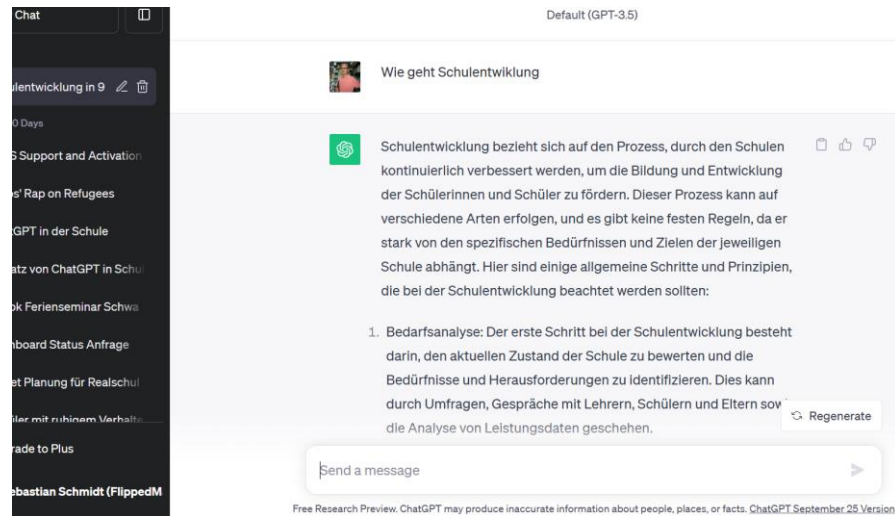 Chat
ulentwicklung in 9
0 Days
S Support and Activation
os' Rap on Refugees
GPT in der Schule
atz von ChatGPT in Schul
ok Ferienseminar Schwa
nboard Status Anfrage
et Planung für Realschul
üler mit ruhigem Verhalte
rade to Plus
ebastian Schmidt (FlippedM
Default (GPT-3.5)
Wie geht Schulentwiklung
Schulentwicklung bezieht sich auf den Prozess, durch den Schulen
kontinuierlich verbessert werden, um die Bildung und Entwicklung
der Schülerinnen und Schüler zu fördern. Dieser Prozess kann auf
verschiedene Arten erfolgen, und es gibt keine festen Regeln, da er
stark von den spezifischen Bedürfnissen und Zielen der jeweiligen
Schule abhängt. Hier sind einige allgemeine Schritte und Prinzipien,
die bei der Schulentwicklung beachtet werden sollten:
1. Bedarfsanalyse: Der erste Schritt bei der Schulentwicklung besteht
darin, den aktuellen Zustand der Schule zu bewerten und die
Bedürfnisse und Herausforderungen zu identifizieren. Dies kann
durch Umfragen, Gespräche mit Lehrern, Schülern und Eltern sow
die Analyse von Leistungsdaten geschehen.
Regenerate
Send a message
Free Research Preview. ChatGPT may produce inaccurate information about people, places, or facts. ChatGPT September 25 Version